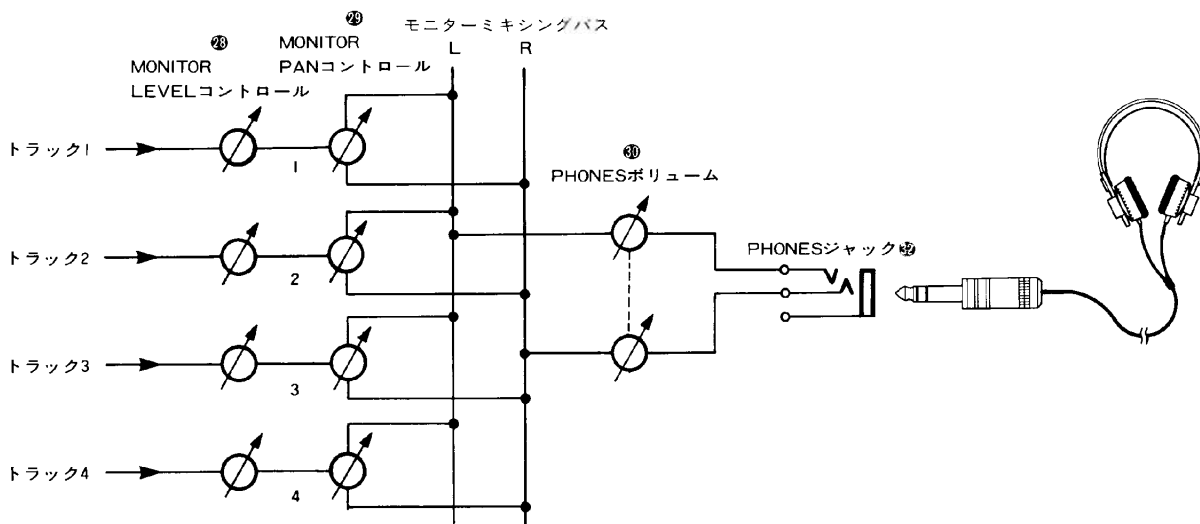 ㉘
MONITOR
LEVELコントロール
㉙
MONITOR
PANコントロール
モニターミキシングバス
L R
トラック1
1
㉚
PHONESボリューム
トラック2
2
PHONESジャック㉜
トラック3
3
トラック4
4